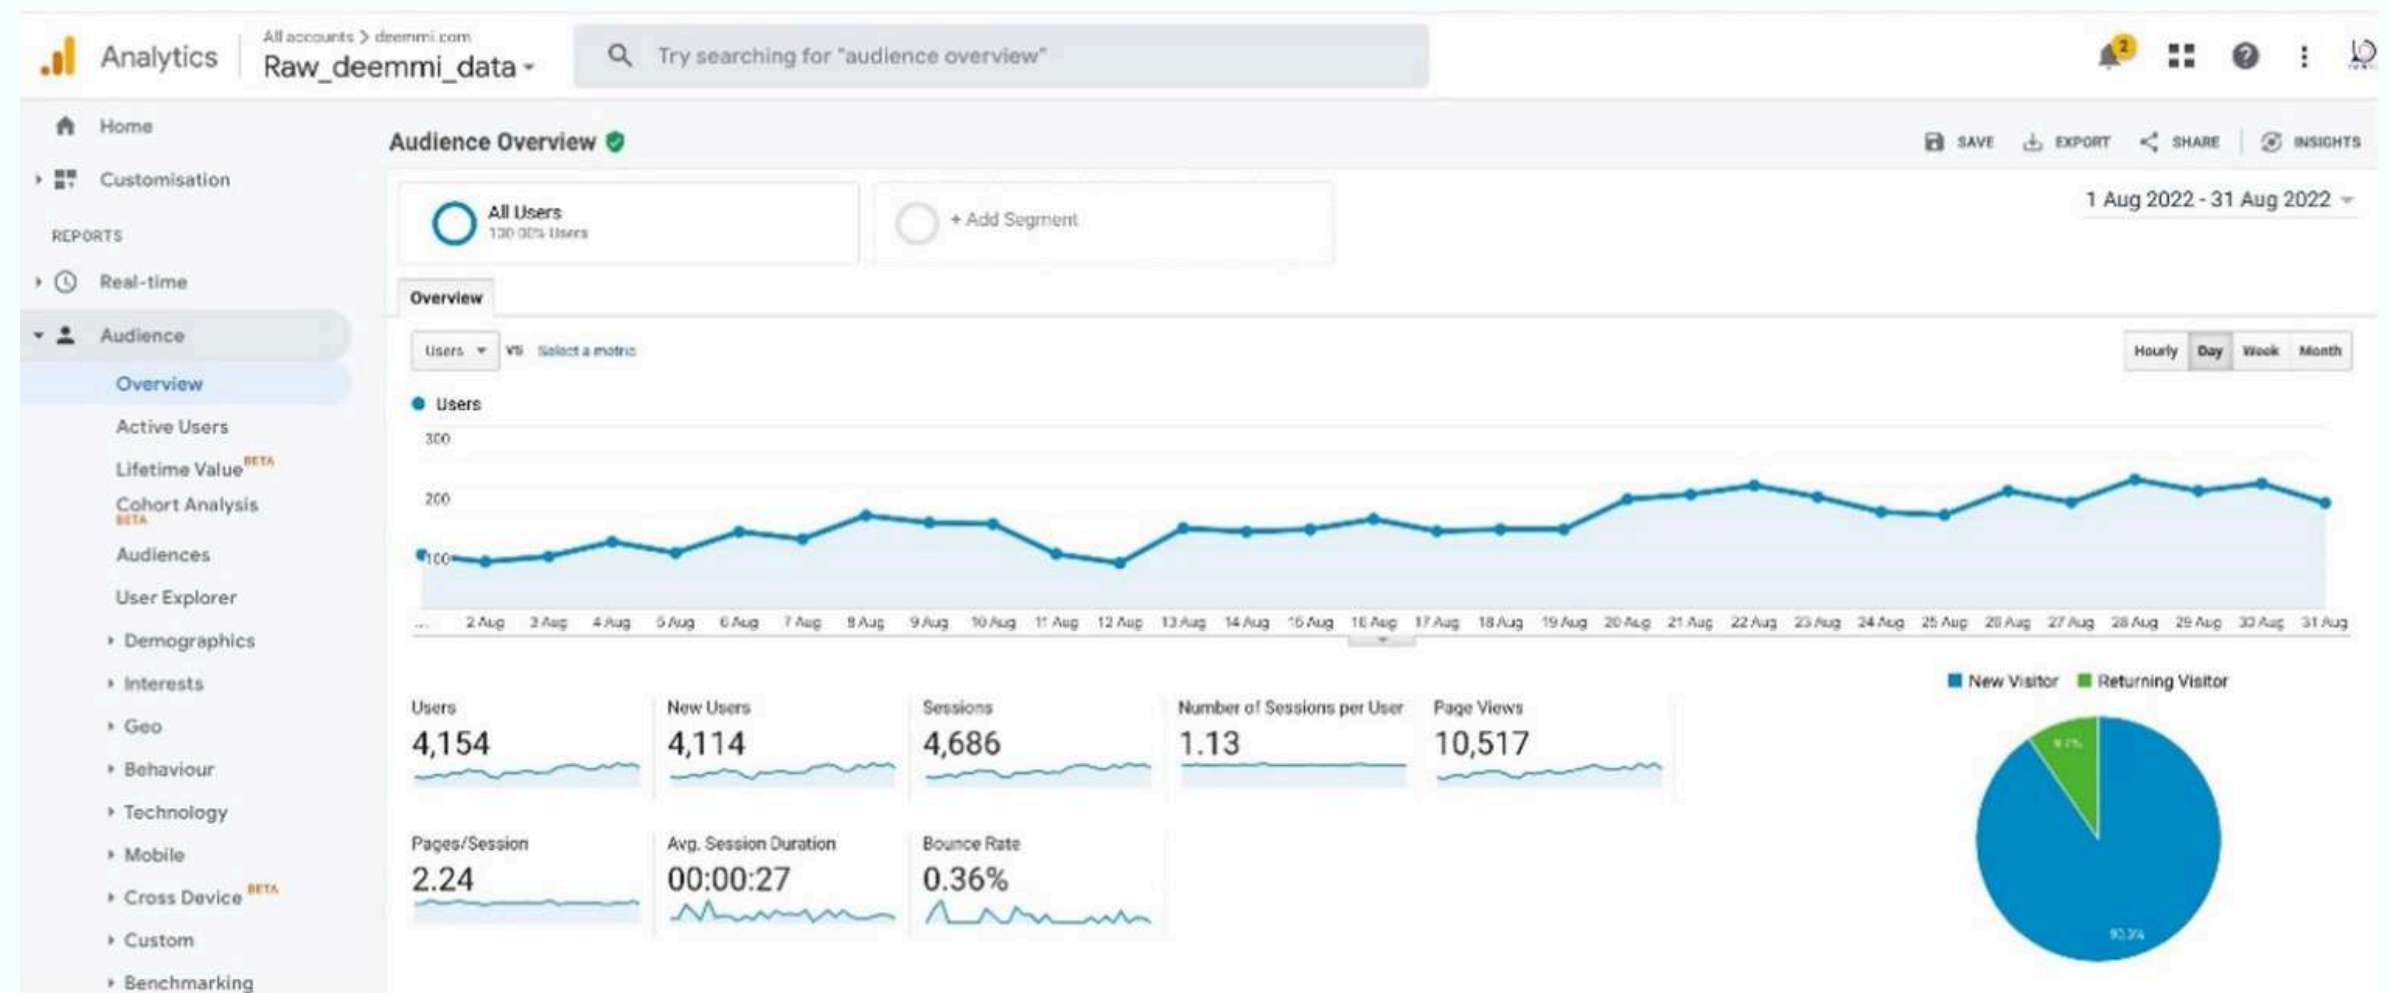 All accounts > deemmi.com
Analytics
Raw_deemmi_data
Try searching for "audience overview"
2
Home
Customisation
REPORTS
Real-time
Audience
Overview
Active Users
Lifetime Value BETA
Cohort Analysis
BETA
Audiences
User Explorer
Demographics
Interests
Geo
Behaviour
Technology
Mobile
Cross Device BETA
Custom
Benchmarking
Audience Overview
SAVE EXPORT SHARE INSIGHTS
All Users
100.00% Users
+ Add Segment
1 Aug 2022 - 31 Aug 2022
Overview
Users VS Select a metric
Hourly Day Week Month
Users
300
200
100
... 2 Aug 3 Aug 4 Aug 5 Aug 6 Aug 7 Aug 8 Aug 9 Aug 10 Aug 11 Aug 12 Aug 13 Aug 14 Aug 15 Aug 16 Aug 17 Aug 18 Aug 19 Aug 20 Aug 21 Aug 22 Aug 23 Aug 24 Aug 25 Aug 26 Aug 27 Aug 28 Aug 29 Aug 30 Aug 31 Aug
Users
4,154
New Users
4,114
Sessions
4,686
Number of Sessions per User
1.13
Page Views
10,517
Pages/Session
2.24
Avg. Session Duration
00:00:27
Bounce Rate
0.36%
New Visitor Returning Visitor
9.7%
90.3%